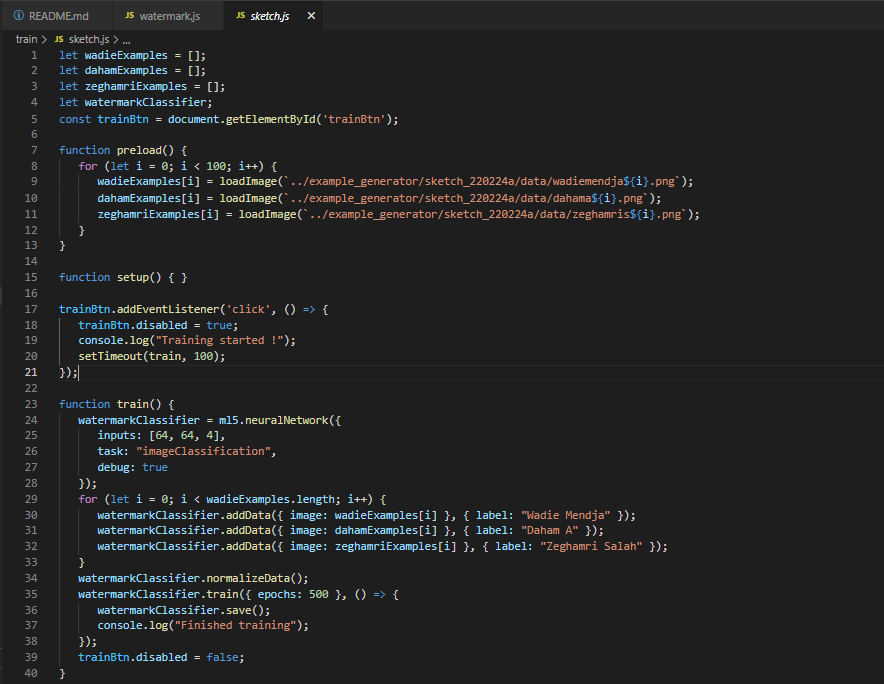 README.md JS watermark.js JS sketch.js ×
train > JS sketch.js > ...
1 let wadieExamples = [];
2 let dahamExamples = [];
3 let zeghamriExamples = [];
4 let watermarkClassifier;
5 const trainBtn = document.getElementById('trainBtn');
6
7 function preload() {
8 for (let i = 0; i < 100; i++) {
9 wadieExamples[i] = loadImage(`../example_generator/sketch_220224a/data/wadiemendja${i}.png`);
10 dahamExamples[i] = loadImage(`../example_generator/sketch_220224a/data/dahama${i}.png`);
11 zeghamriExamples[i] = loadImage(`../example_generator/sketch_220224a/data/zeghamris${i}.png`);
12 }
13 }
14
15 function setup() { }
16
17 trainBtn.addEventListener('click', () => {
18 trainBtn.disabled = true;
19 console.log("Training started !");
20 setTimeout(train, 100);
21 });
22
23 function train() {
24 watermarkClassifier = ml5.neuralNetwork({
25 inputs: [64, 64, 4],
26 task: "imageClassification",
27 debug: true
28 });
29 for (let i = 0; i < wadieExamples.length; i++) {
30 watermarkClassifier.addData({ image: wadieExamples[i] }, { label: "Wadie Mendja" });
31 watermarkClassifier.addData({ image: dahamExamples[i] }, { label: "Daham A" });
32 watermarkClassifier.addData({ image: zeghamriExamples[i] }, { label: "Zeghamri Salah" });
33 }
34 watermarkClassifier.normalizeData();
35 watermarkClassifier.train({ epochs: 500 }, () => {
36 watermarkClassifier.save();
37 console.log("Finished training");
38 });
39 trainBtn.disabled = false;
40 }